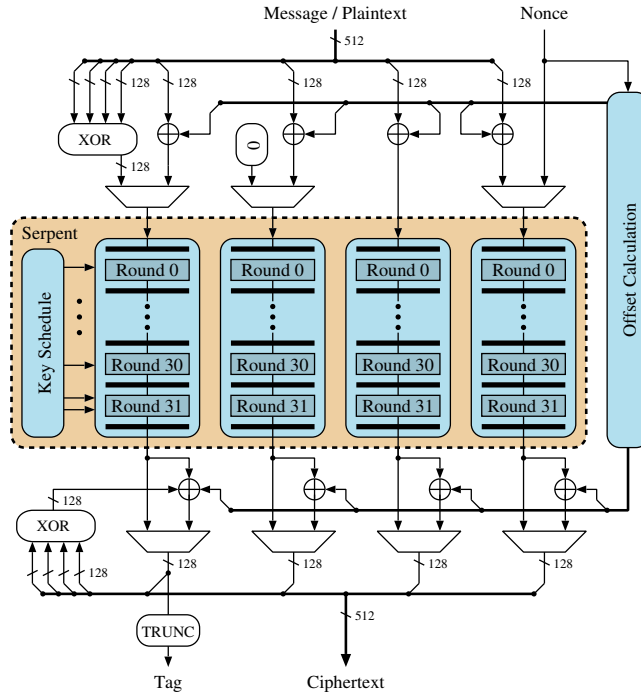 Message / Plaintext
Nonce
512
128
128
128
128
128
XOR
128
0
Serpent
Key Schedule
Offset Calculation
Round 0
Round 0
Round 0
Round 0
Round 30
Round 30
Round 30
Round 30
Round 31
Round 31
Round 31
Round 31
128
XOR
128
128
128
128
128
512
TRUNC
Tag
Ciphertext